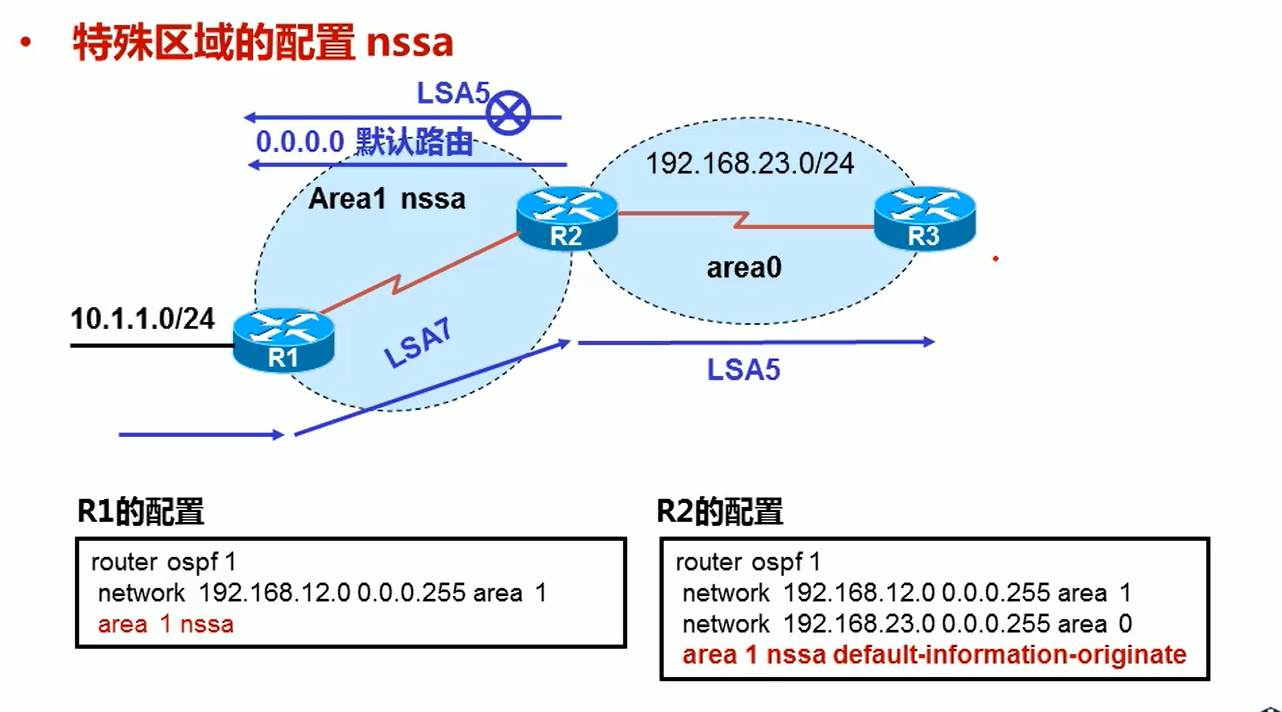 • 特殊区域的配置 nssa
LSA5
0.0.0.0 默认路由
Area1 nssa
192.168.23.0/24
R2
R3
area0
10.1.1.0/24
R1
LSA7
LSA5
R1的配置
router ospf 1
network 192.168.12.0 0.0.0.255 area 1
area 1 nssa
R2的配置
router ospf 1
network 192.168.12.0 0.0.0.255 area 1
network 192.168.23.0 0.0.0.255 area 0
area 1 nssa default-information-originate